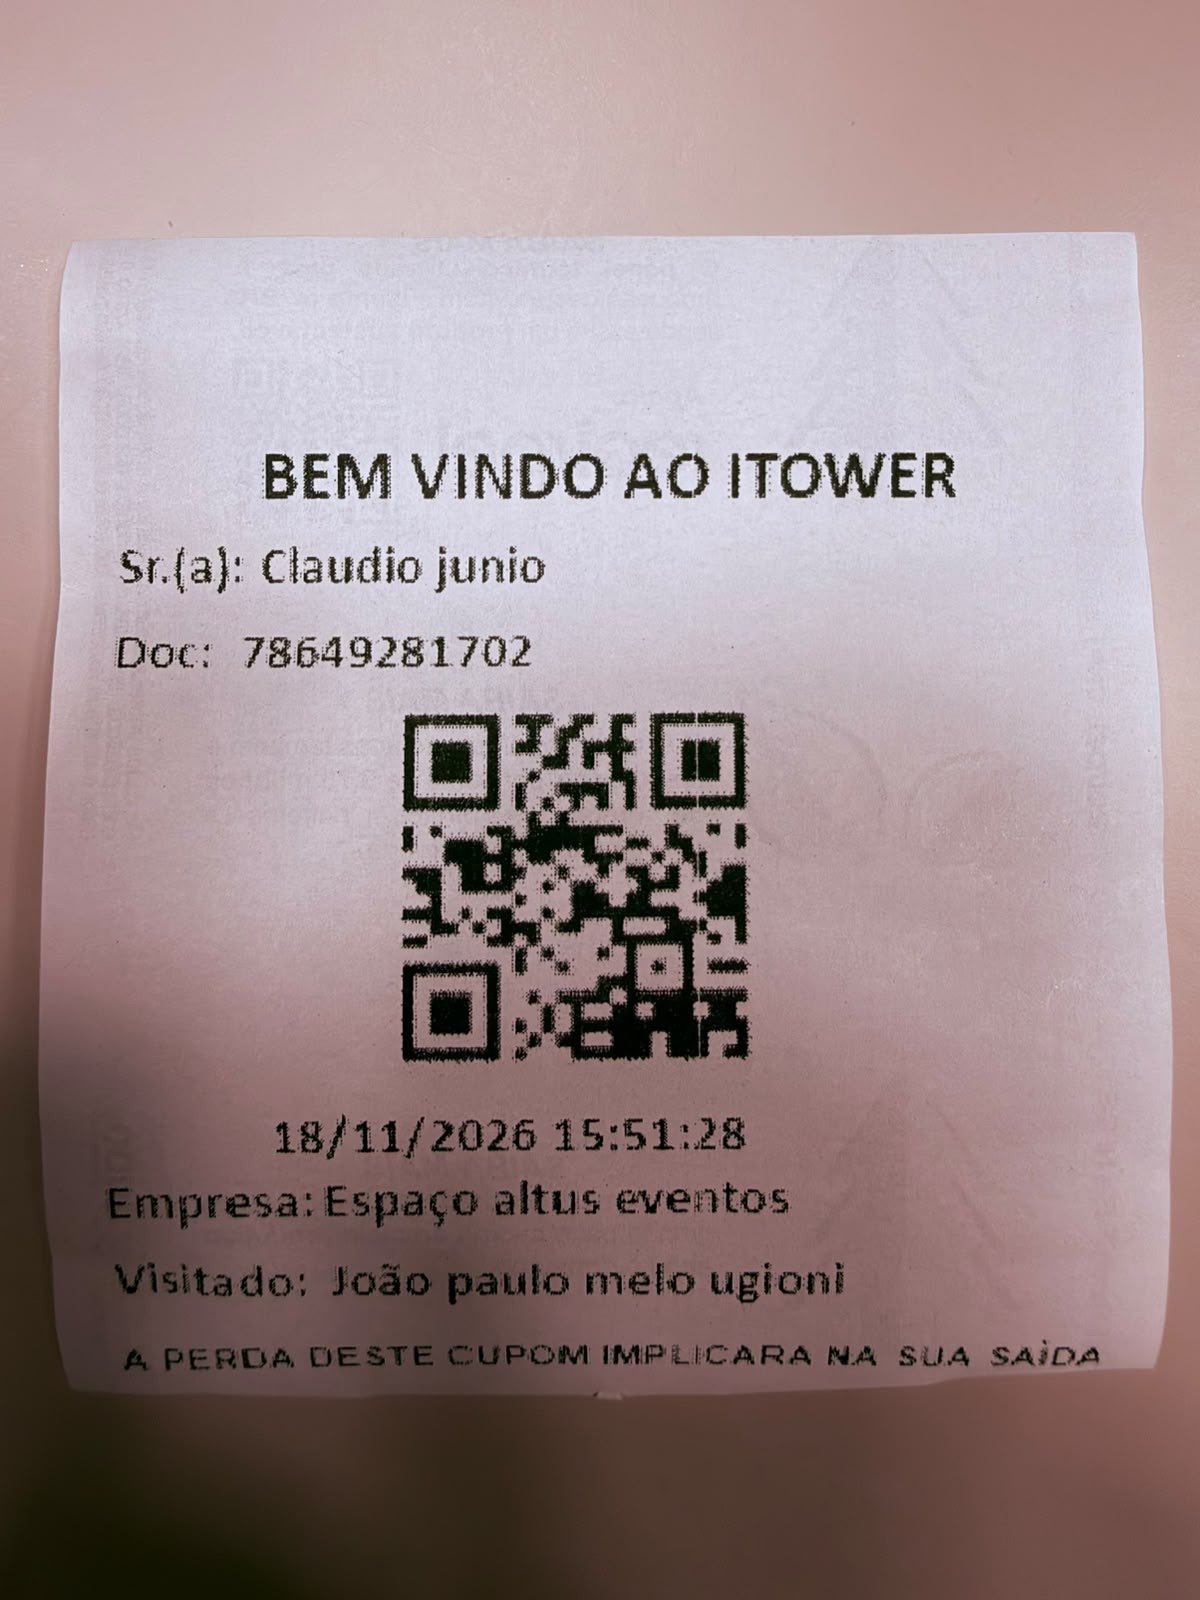 BEM VINDO AO ITOWER
Sr.(a): Claudio junio
Doc: 78649281702
18/11/2026 15:51:28
Empresa: Espaço altus eventos
Visitado: João paulo melo ugioni
A PERDA DESTE CUPOM IMPLICARA NA SUA SAÍDA